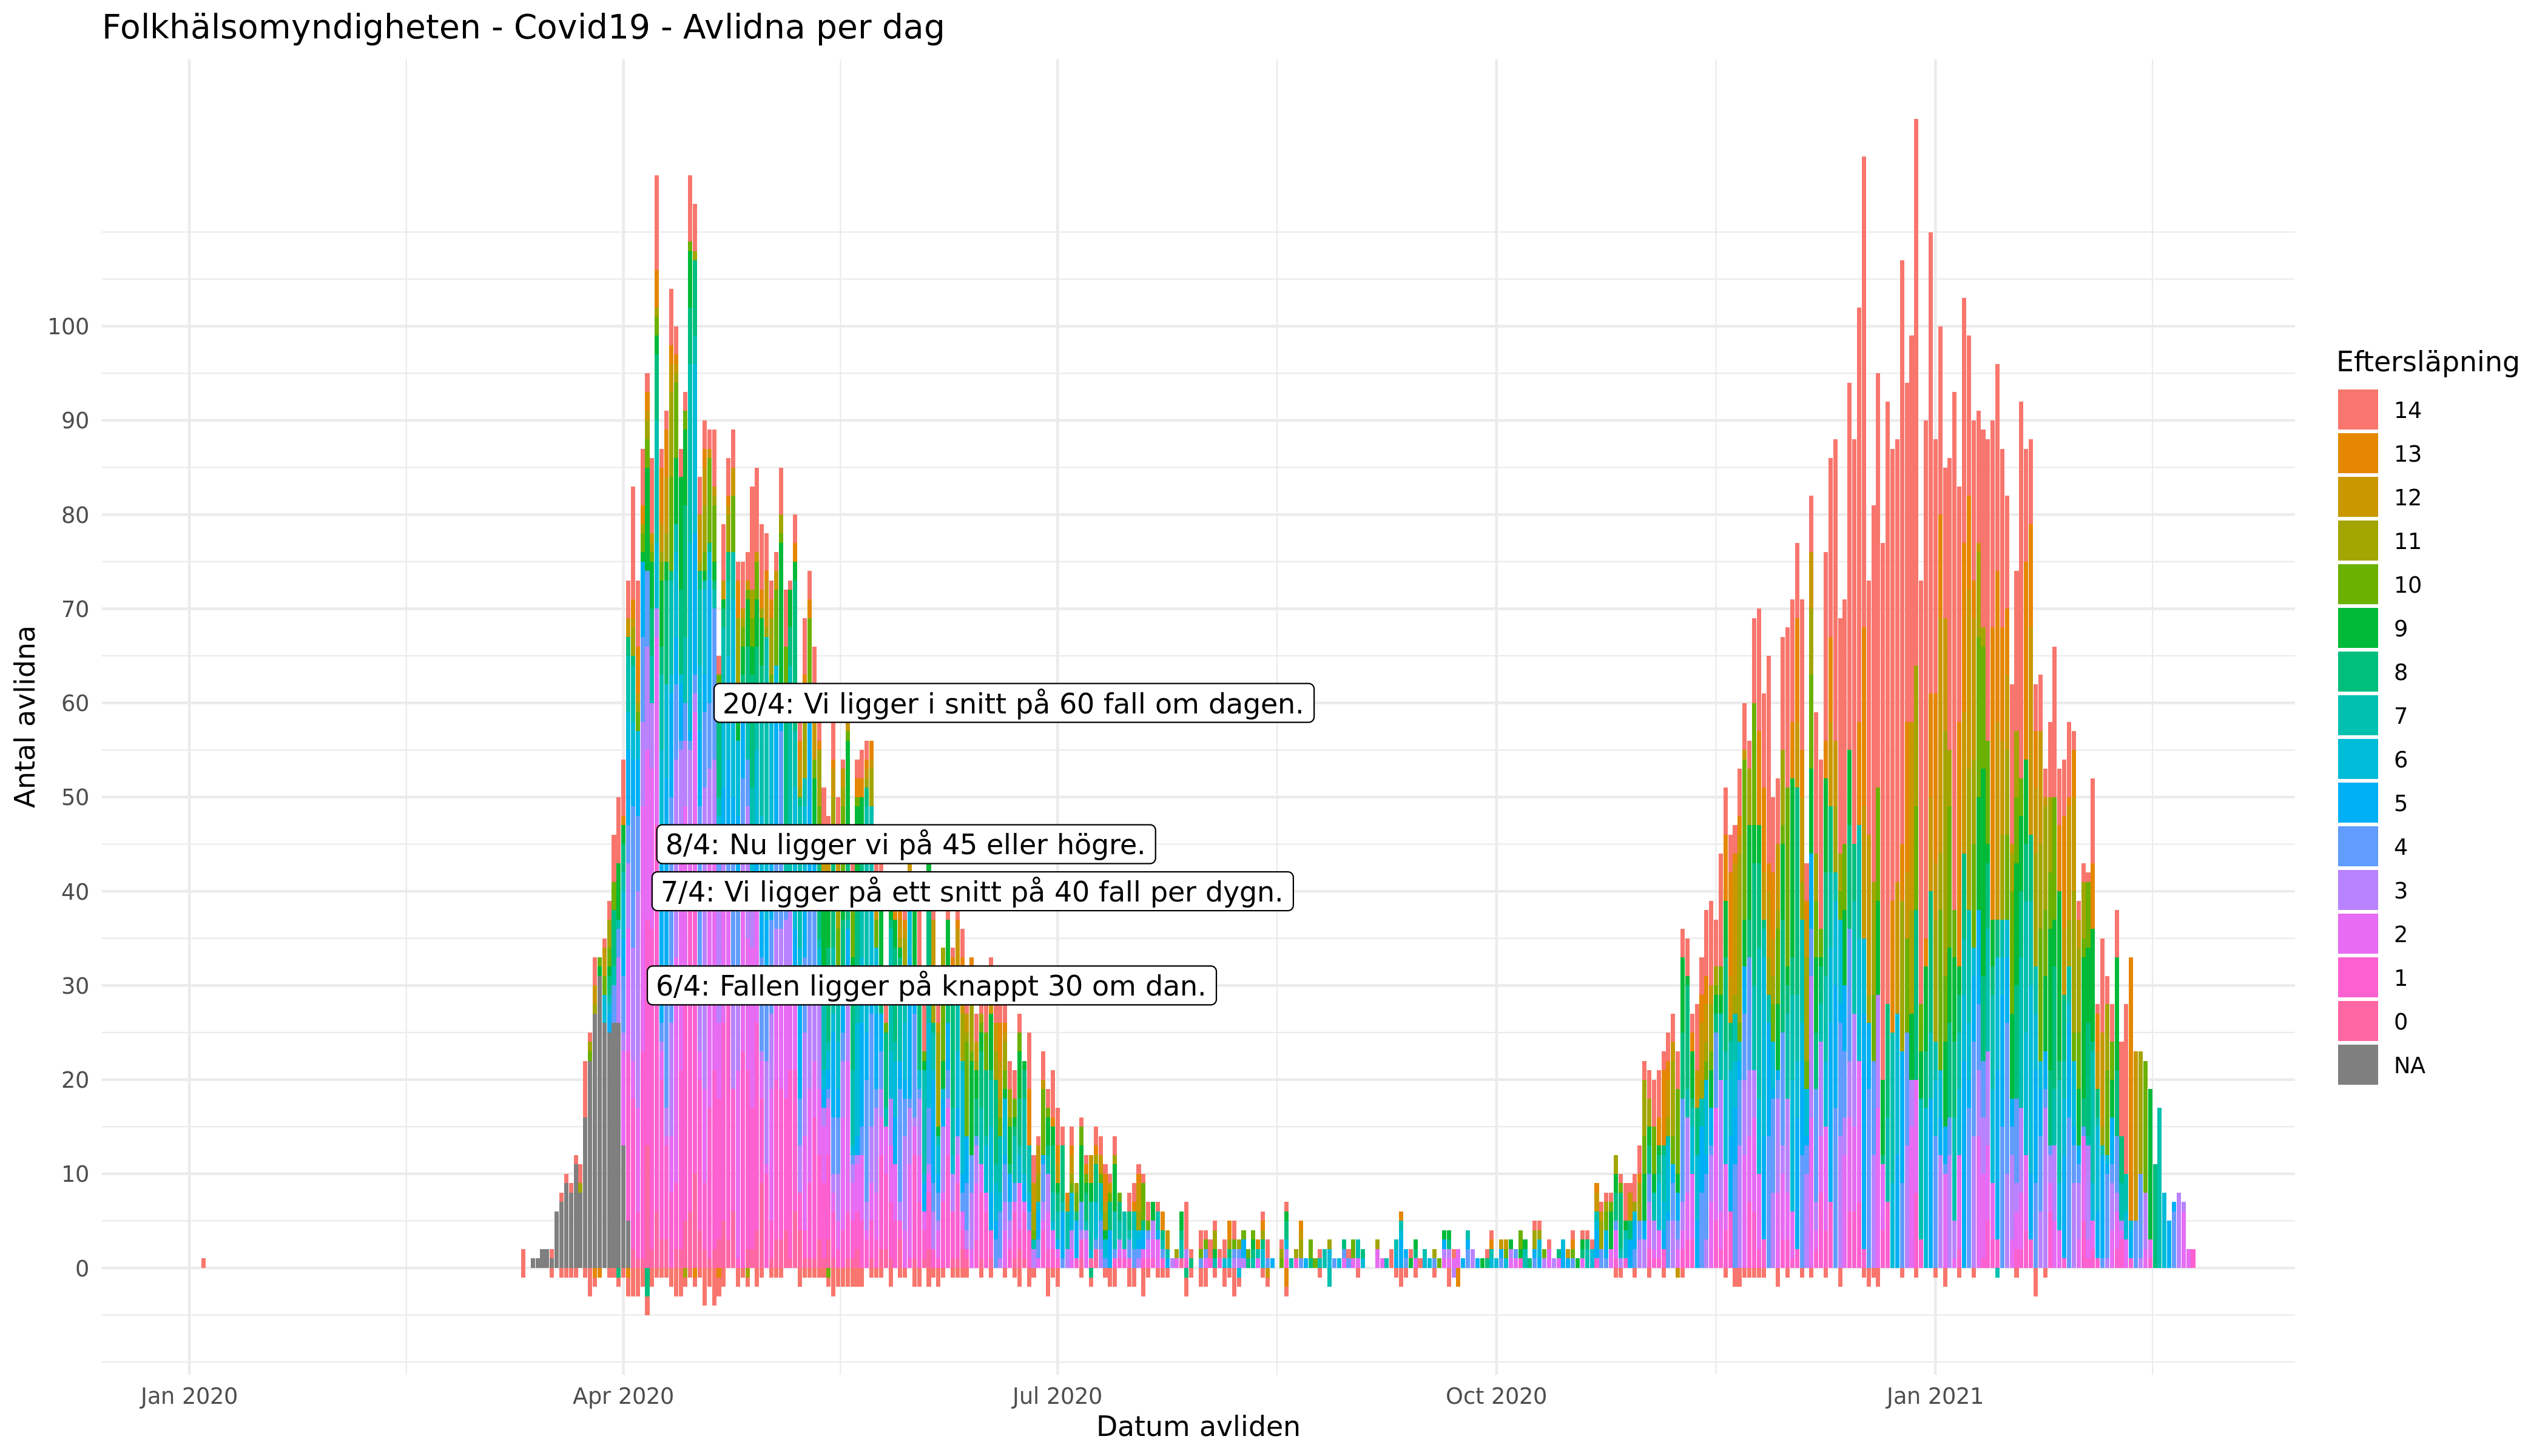 Folkhälsomyndigheten - Covid19 - Avlidna per dag
Antal avlidna
100
90
80
70
60
50
40
30
20
10
0
20/4: Vi ligger i snitt på 60 fall om dagen.
8/4: Nu ligger vi på 45 eller högre.
7/4: Vi ligger på ett snitt på 40 fall per dygn.
6/4: Fallen ligger på knappt 30 om dan.
Jan 2020
Apr 2020
Jul 2020
Oct 2020
Jan 2021
Datum avliden
Eftersläpning
14
13
12
11
10
9
8
7
6
5
4
3
2
1
0
NA